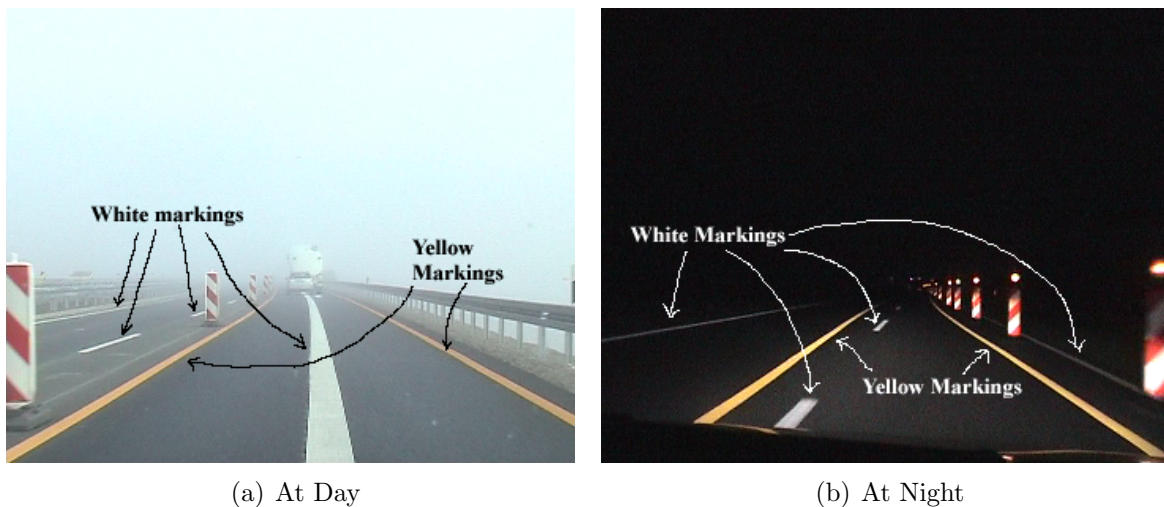 White markings
Yellow
Markings
White Markings
Yellow Markings
(a) At Day
(b) At Night